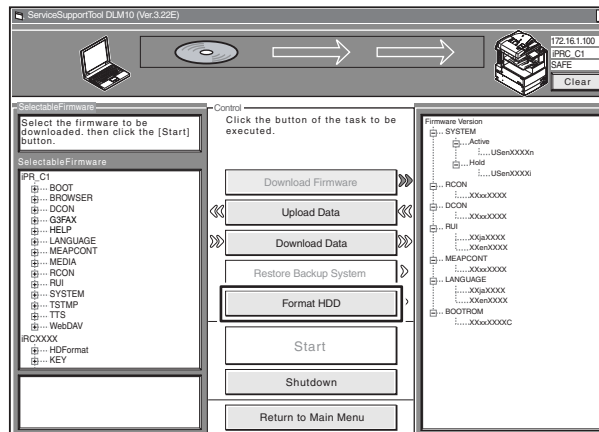 ServiceSupportTool DLM10 (Ver.3.22E)
172.16.1.100
iPRC_C1
SAFE
Clear
SelectableFirmware
Select the firmware to be
downloaded. then click the [Start]
button.
SelectableFirmware
iPR_C1
BOOT
BROWSER
DCON
G3FAX
HELP
LANGUAGE
MEAPCONT
MEDIA
RCON
RUI
SYSTEM
TSTMP
TTS
WebDAV
iRCXXXX
HDFormat
KEY
Control
Click the button of the task to be
executed.
Download Firmware
Upload Data
Download Data
Restore Backup System
Format HDD
Start
Shutdown
Return to Main Menu
Firmware Version
SYSTEM
Active
USenXXXXn
Hold
USenXXXXi
RCON
XXxxXXXX
DCON
XXxxXXXX
RUI
XXjaXXXX
XXenXXXX
MEAPCONT
XXxxXXXX
LANGUAGE
XXjaXXXX
XXenXXXX
BOOTROM
XXxxXXXXC